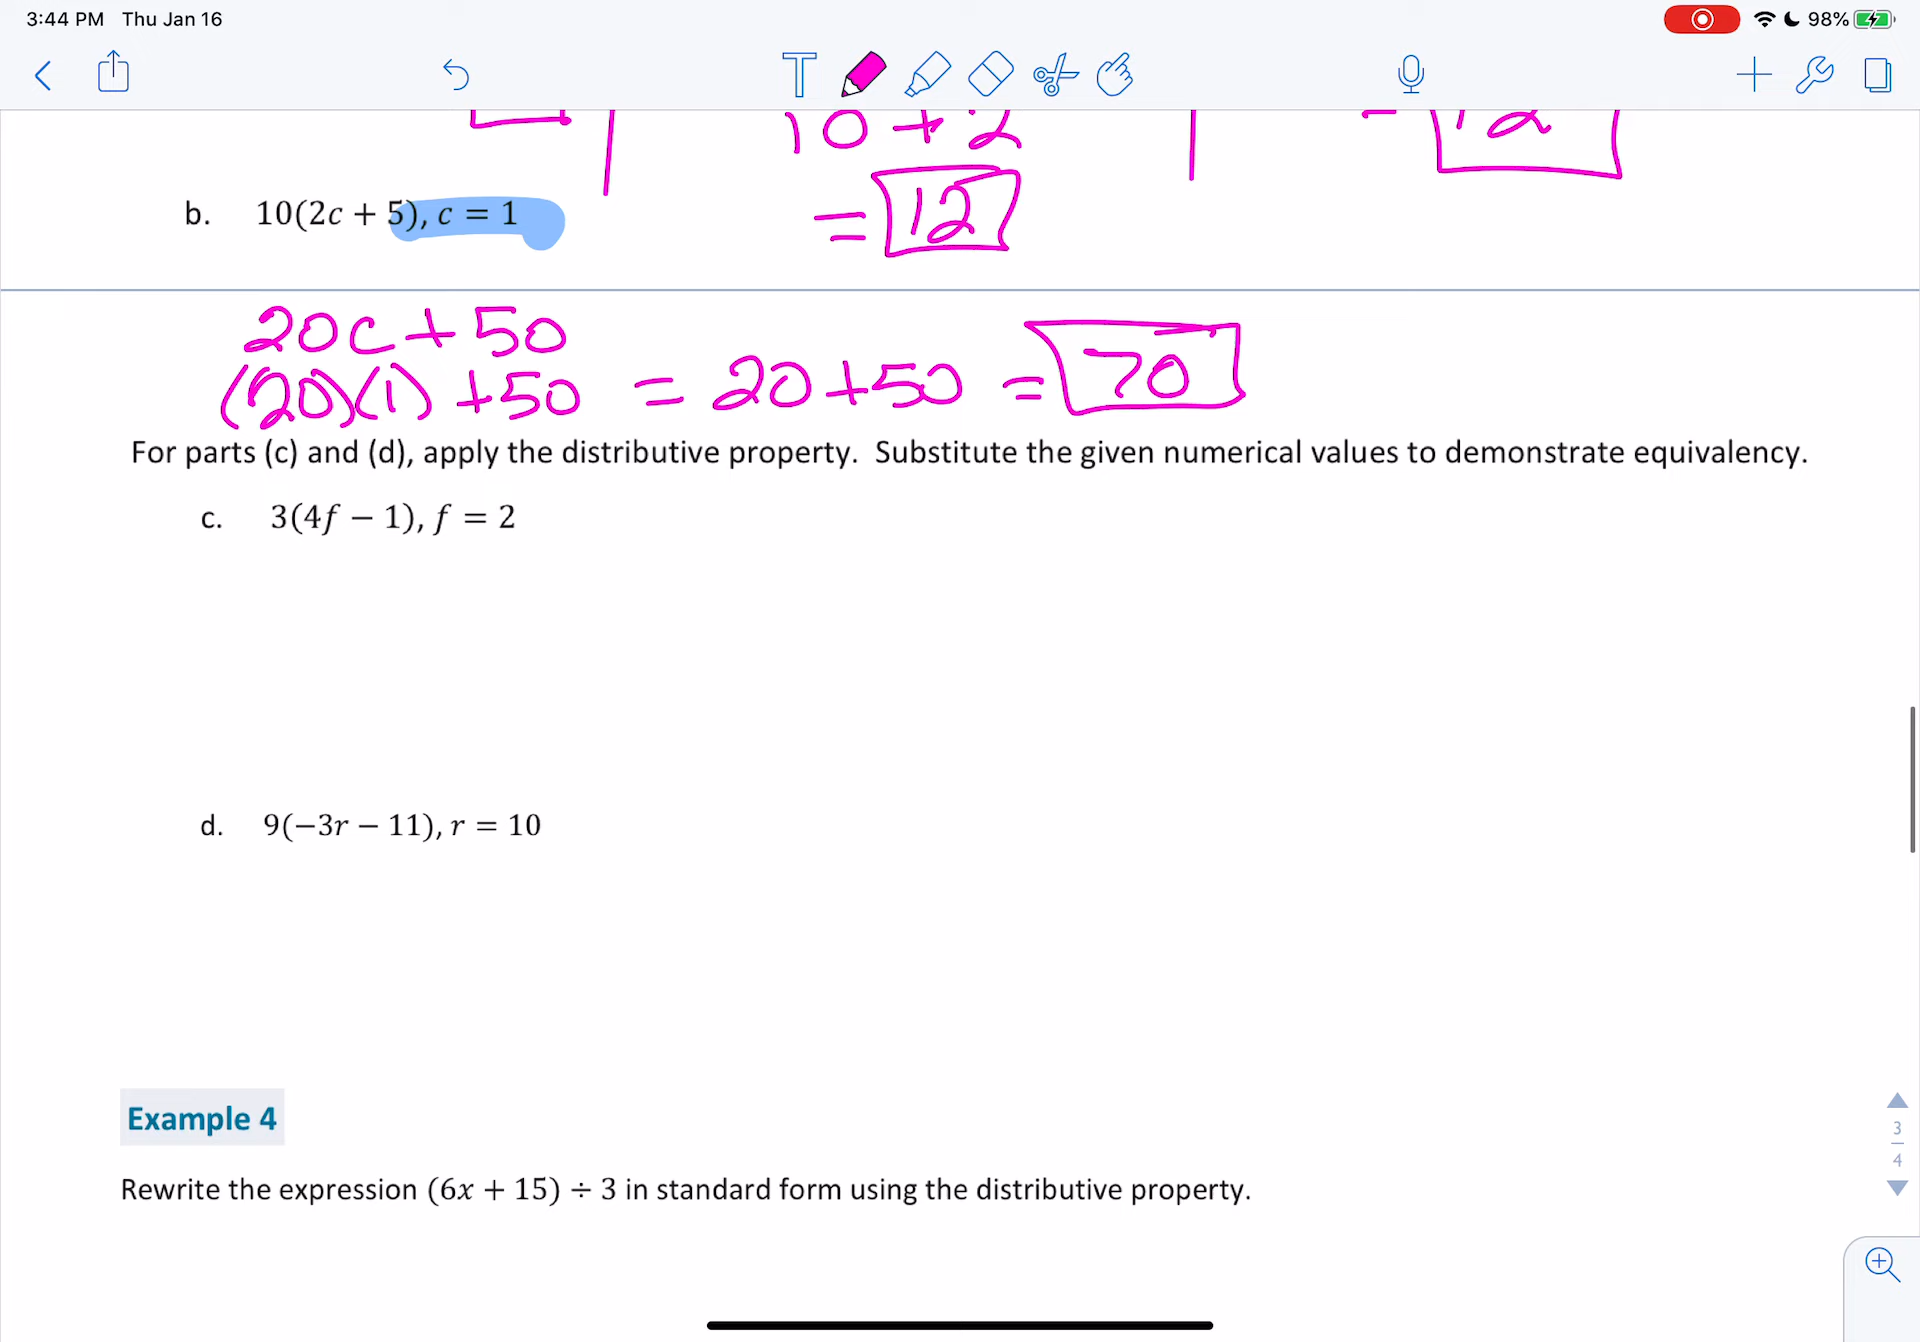 3:44 PM Thu Jan 16
98%
T
10 + 2
12
= 12
b. 10(2c + 5), c = 1
20c + 50
(20)(1) + 50 = 20 + 50 = 70
For parts (c) and (d), apply the distributive property. Substitute the given numerical values to demonstrate equivalency.
c. 3(4f − 1), f = 2
d. 9(−3r − 11), r = 10
Example 4
3
4
Rewrite the expression (6x + 15) ÷ 3 in standard form using the distributive property.